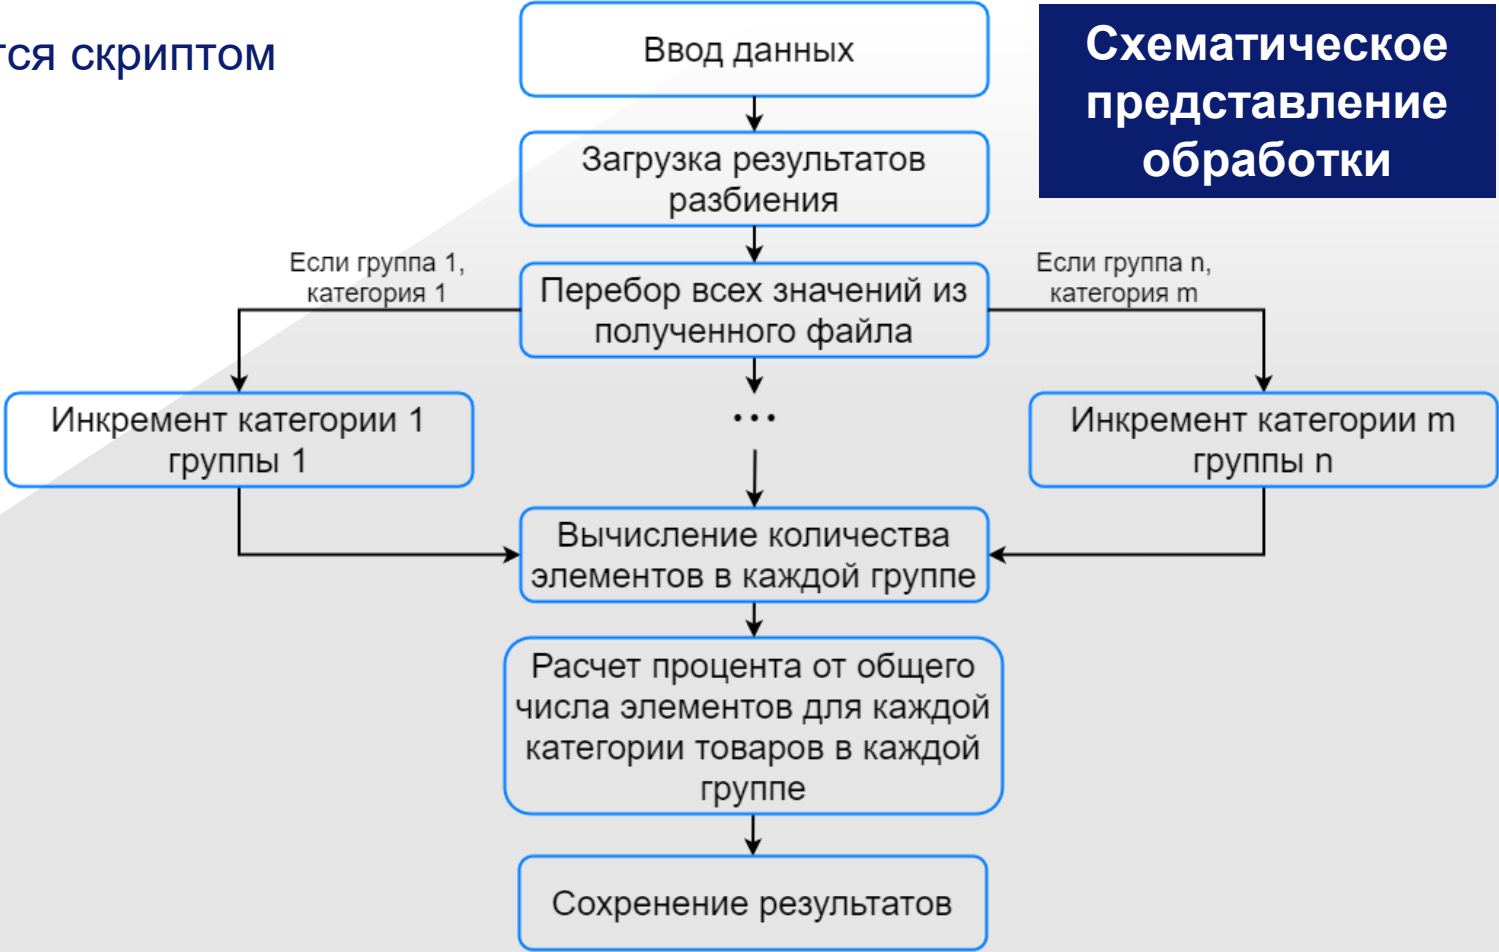 тся скриптом
Схематическое
представление
обработки
Ввод данных
Загрузка результатов
разбиения
Если группа 1,
категория 1
Перебор всех значений из
полученного файла
Если группа n,
категория m
Инкремент категории 1
группы 1
...
Инкремент категории m
группы n
Вычисление количества
элементов в каждой группе
Расчет процента от общего
числа элементов для каждой
категории товаров в каждой
группе
Сохренение результатов